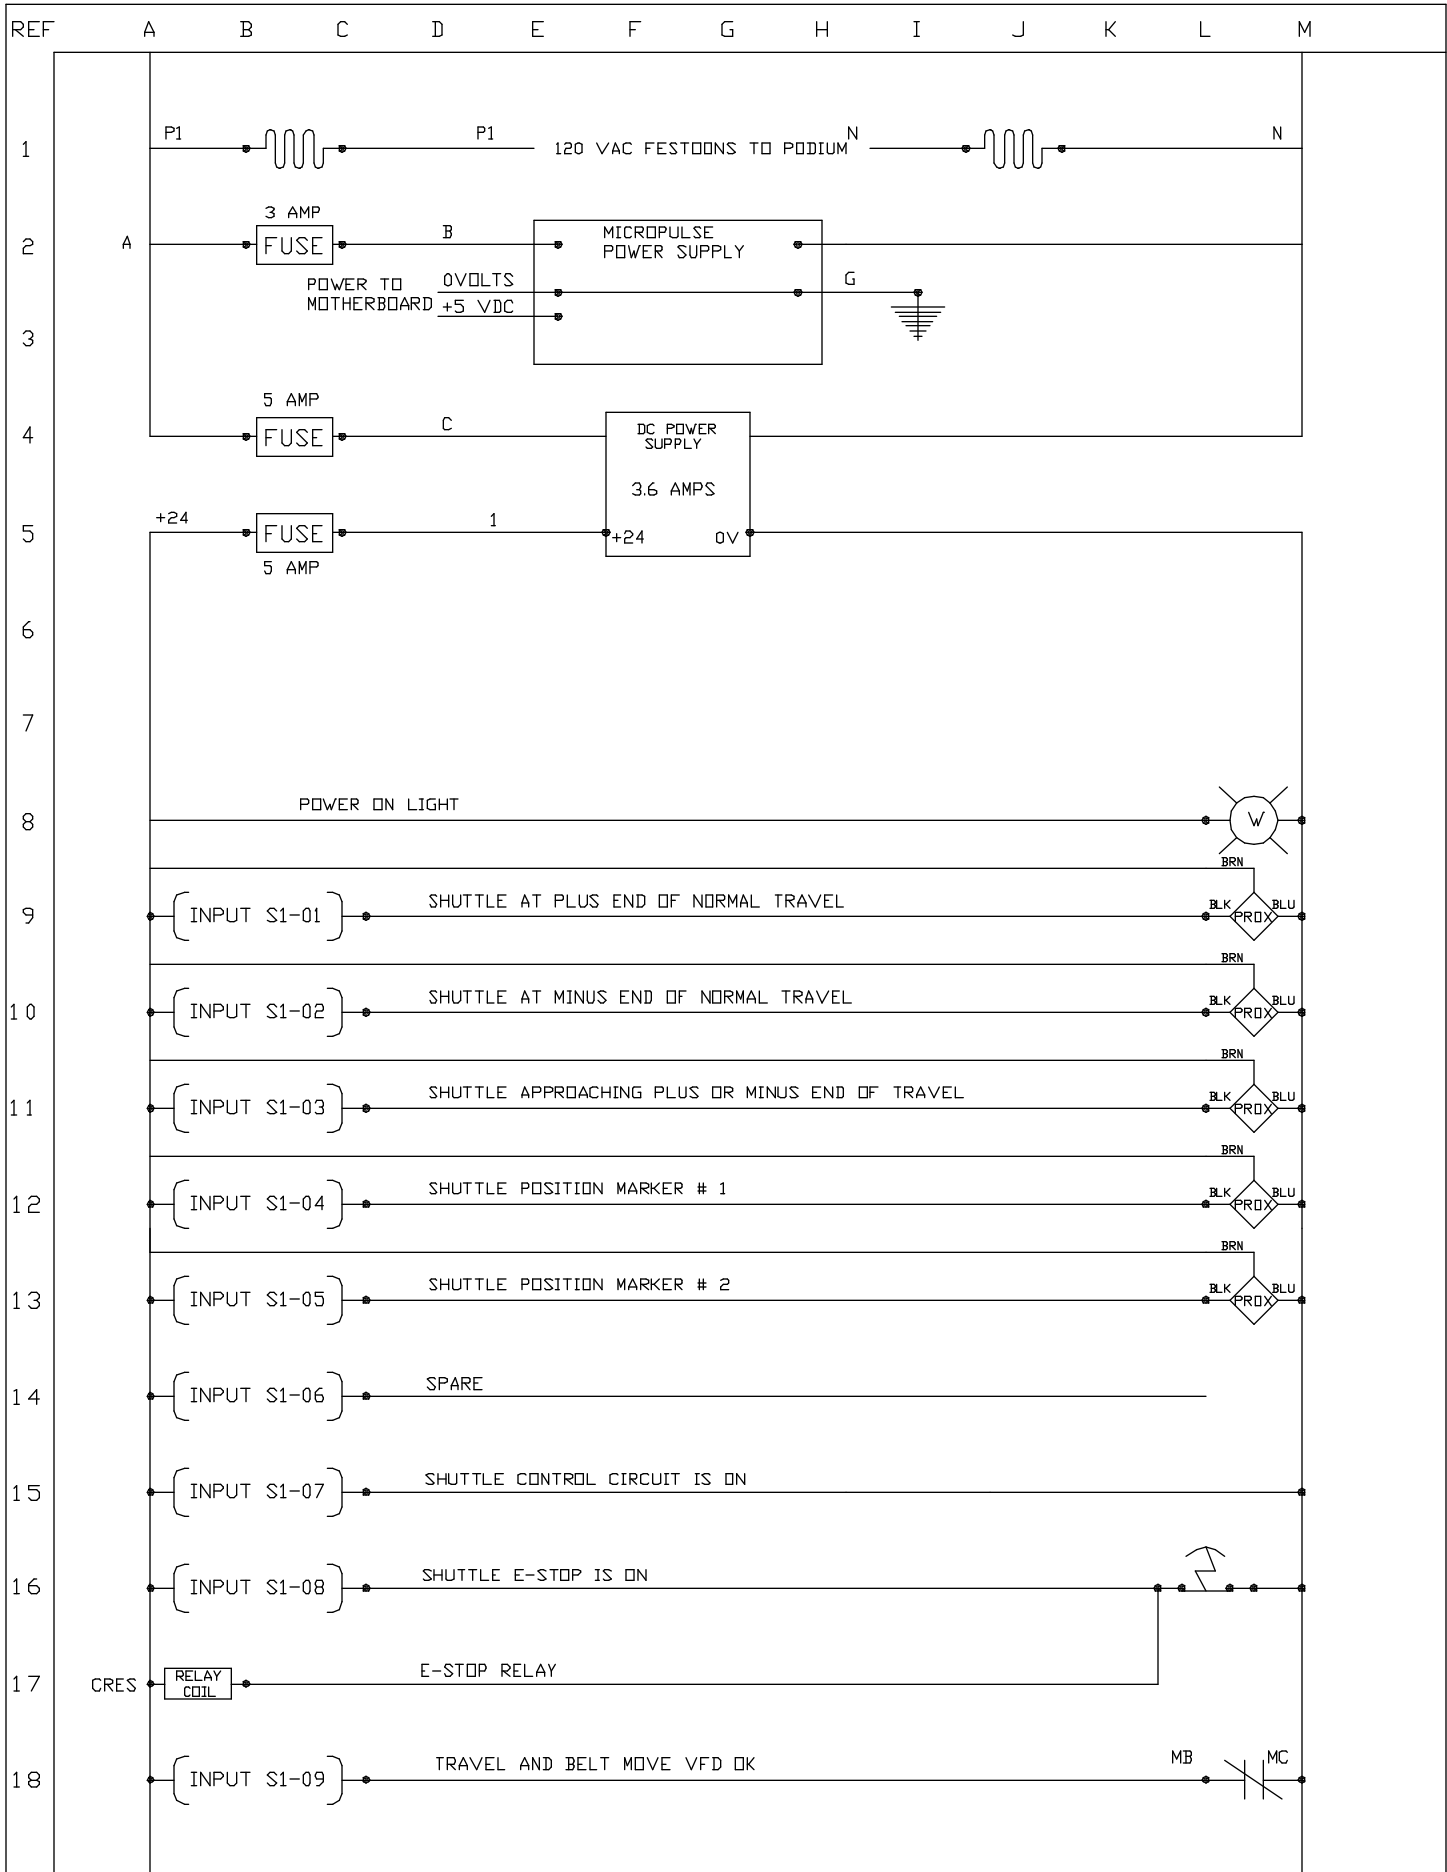 REF A B C D E F G H I J K L M
1 P1 P1 120 VAC FESTOONS TO PODIUM N N
3 AMP
2 A FUSE B MICROPULSE
POWER SUPPLY
POWER TO
MOTHERBOARD
0VOLTS G
+5 VDC
3
5 AMP
4 FUSE C DC POWER
SUPPLY
3.6 AMPS
5 +24 FUSE 1 +24 0V
5 AMP
6
7
POWER ON LIGHT
8 W
BRN
9 INPUT S1-01 SHUTTLE AT PLUS END OF NORMAL TRAVEL BLK PROX BLU
BRN
10 INPUT S1-02 SHUTTLE AT MINUS END OF NORMAL TRAVEL BLK PROX BLU
BRN
11 INPUT S1-03 SHUTTLE APPROACHING PLUS OR MINUS END OF TRAVEL BLK PROX BLU
BRN
12 INPUT S1-04 SHUTTLE POSITION MARKER # 1 BLK PROX BLU
BRN
13 INPUT S1-05 SHUTTLE POSITION MARKER # 2 BLK PROX BLU
14 INPUT S1-06 SPARE
15 INPUT S1-07 SHUTTLE CONTROL CIRCUIT IS ON
16 INPUT S1-08 SHUTTLE E-STOP IS ON
17 CRES RELAY
COIL
E-STOP RELAY
18 INPUT S1-09 TRAVEL AND BELT MOVE VFD OK MB MC